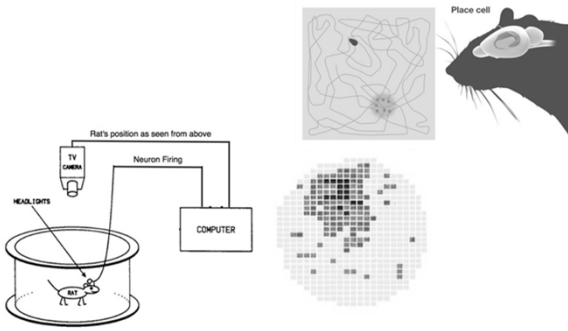 Place cell
Rat's position as seen from above
TV
CAMERA
Neuron Firing
HEADLIGHTS
COMPUTER
RAT